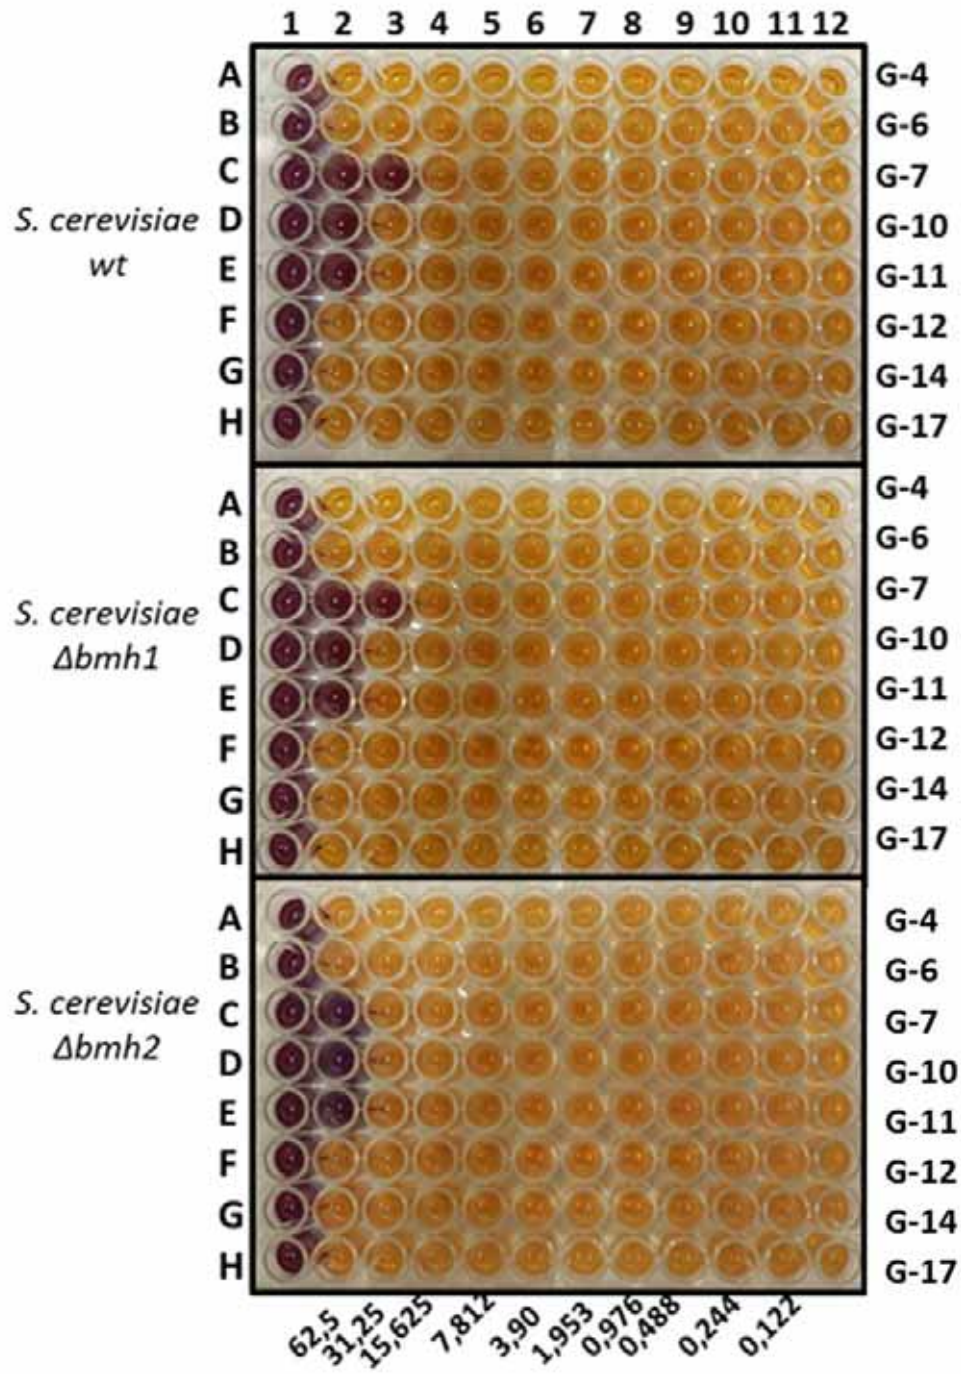 1 2 3 4 5 6 7 8 9 10 11 12
A G-4
B G-6
C G-7
S. cerevisiae D G-10
wt E G-11
F G-12
G G-14
H G-17
A G-4
B G-6
C G-7
S. cerevisiae
Δbmh1 D G-10
E G-11
F G-12
G G-14
H G-17
A G-4
B G-6
S. cerevisiae C G-7
Δbmh2 D G-10
E G-11
F G-12
G G-14
H G-17
62,5 31,25 15,625 7,812 3,90 1,953 0,976 0,488 0,244 0,122